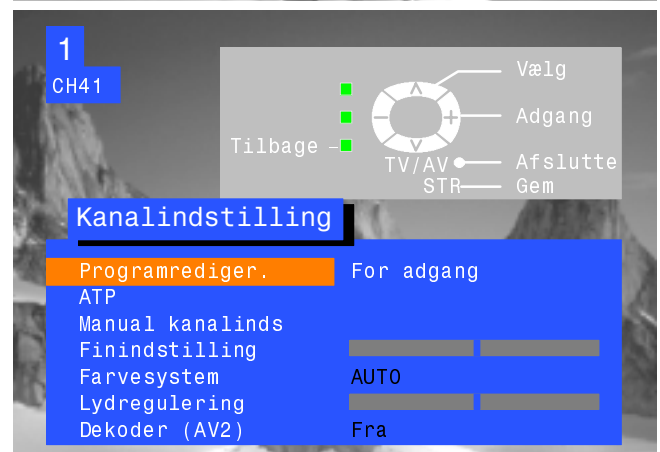 1
CH41
Vælg
Adgang
Tilbage
TV/AV Afslutte
STR Gem
Kanalindstilling
Programrediger. For adgang
ATP
Manual kanalinds
Finindstilling
Farvesystem AUTO
Lydregulering
Dekoder (AV2) Fra